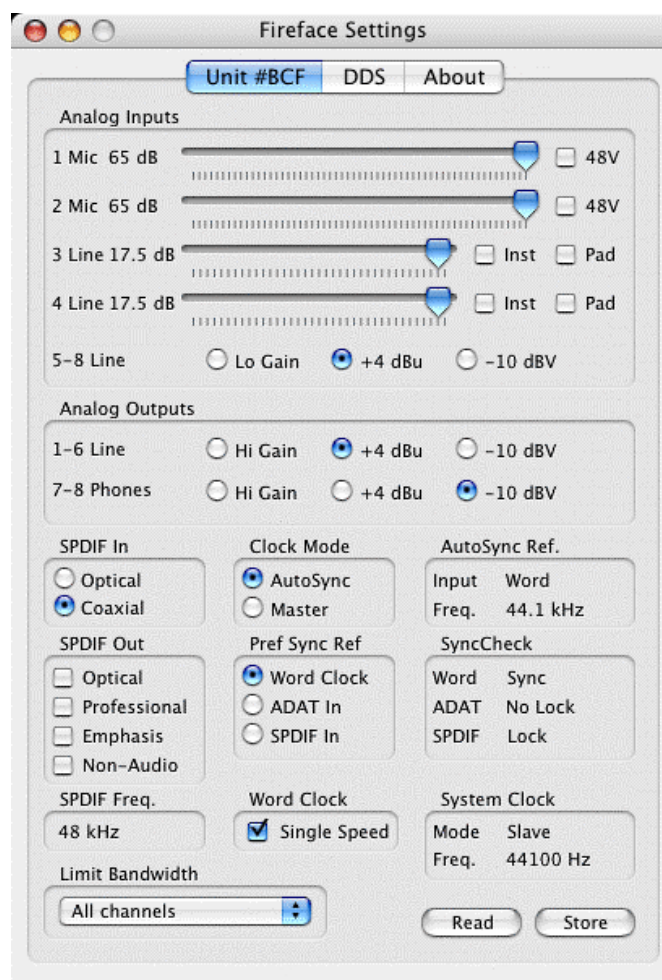 Fireface Settings
Unit #BCF DDS About
Analog Inputs
1 Mic 65 dB 48V
2 Mic 65 dB 48V
3 Line 17.5 dB Inst Pad
4 Line 17.5 dB Inst Pad
5-8 Line Lo Gain +4 dBu -10 dBV
Analog Outputs
1-6 Line Hi Gain +4 dBu -10 dBV
7-8 Phones Hi Gain +4 dBu -10 dBV
SPDIF In
Optical
Coaxial
Clock Mode
AutoSync
Master
AutoSync Ref.
Input Word
Freq. 44.1 kHz
SPDIF Out
Optical
Professional
Emphasis
Non-Audio
Pref Sync Ref
Word Clock
ADAT In
SPDIF In
SyncCheck
Word Sync
ADAT No Lock
SPDIF Lock
SPDIF Freq.
48 kHz
Word Clock
Single Speed
System Clock
Mode Slave
Freq. 44100 Hz
Limit Bandwidth
All channels
Read Store